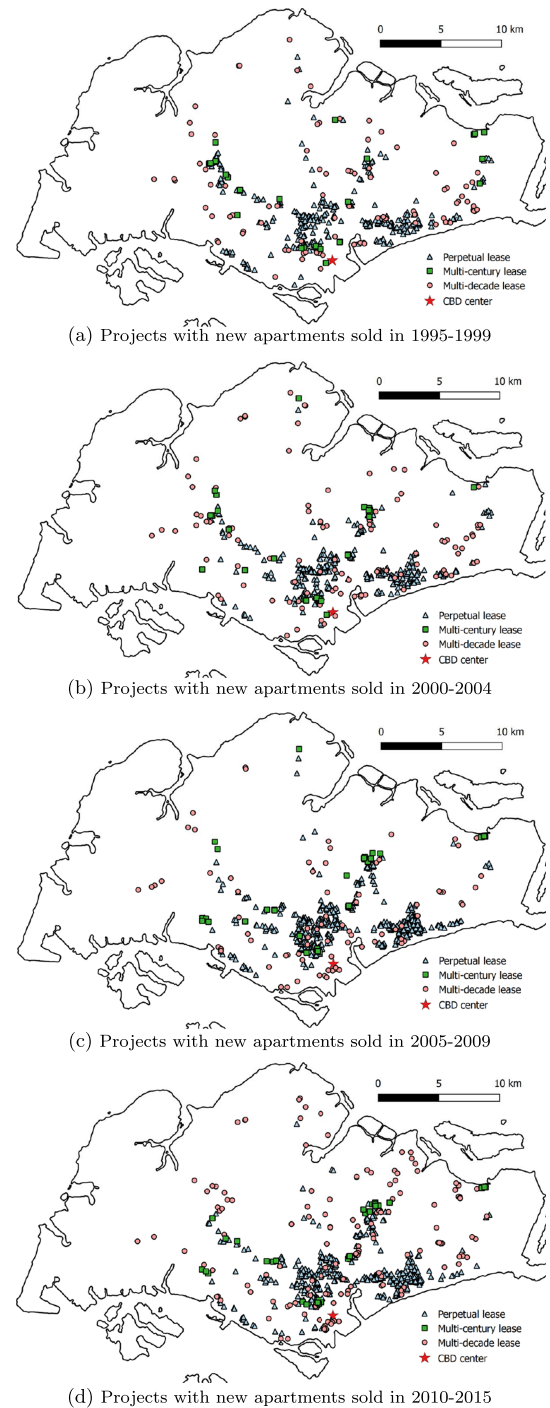 0 5 10 km
Perpetual lease
Multi-century lease
Multi-decade lease
CBD center
(a) Projects with new apartments sold in 1995-1999
0 5 10 km
Perpetual lease
Multi-century lease
Multi-decade lease
CBD center
(b) Projects with new apartments sold in 2000-2004
0 5 10 km
Perpetual lease
Multi-century lease
Multi-decade lease
CBD center
(c) Projects with new apartments sold in 2005-2009
0 5 10 km
Perpetual lease
Multi-century lease
Multi-decade lease
CBD center
(d) Projects with new apartments sold in 2010-2015